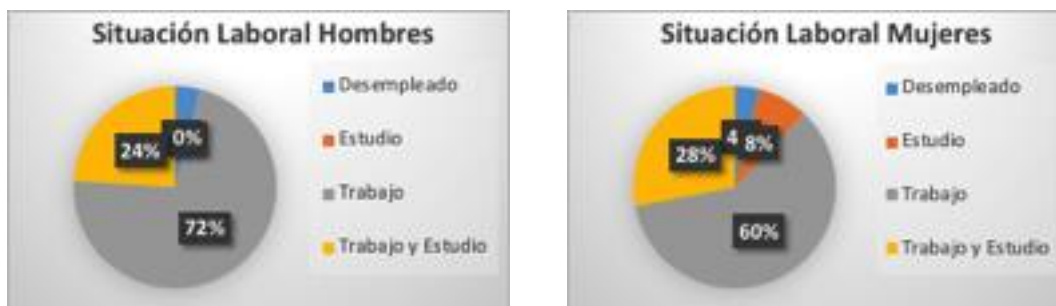 Situación Laboral Hombres
Desempleado
Estudio
Trabajo
Trabajo y Estudio
24%
0%
72%
Situación Laboral Mujeres
Desempleado
Estudio
Trabajo
Trabajo y Estudio
28%
4
8%
60%